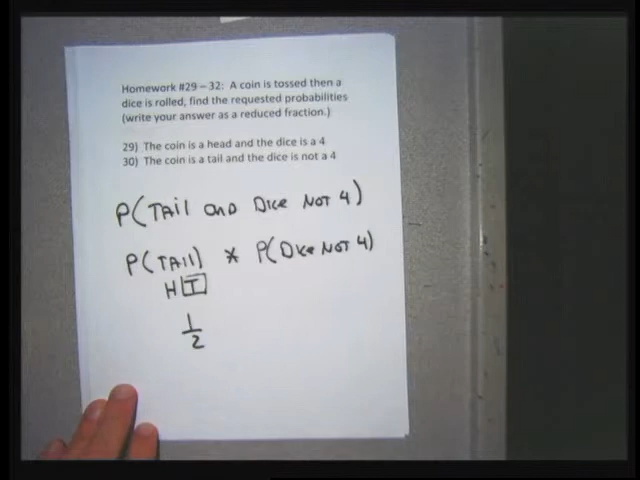 Homework #29 – 32: A coin is tossed then a
dice is rolled, find the requested probabilities
(write your answer as a reduced fraction.)
29) The coin is a head and the dice is a 4
30) The coin is a tail and the dice is not a 4
P(TAil and Dice Not 4)
P(TAil) * P(Dice Not 4)
H T
1
2